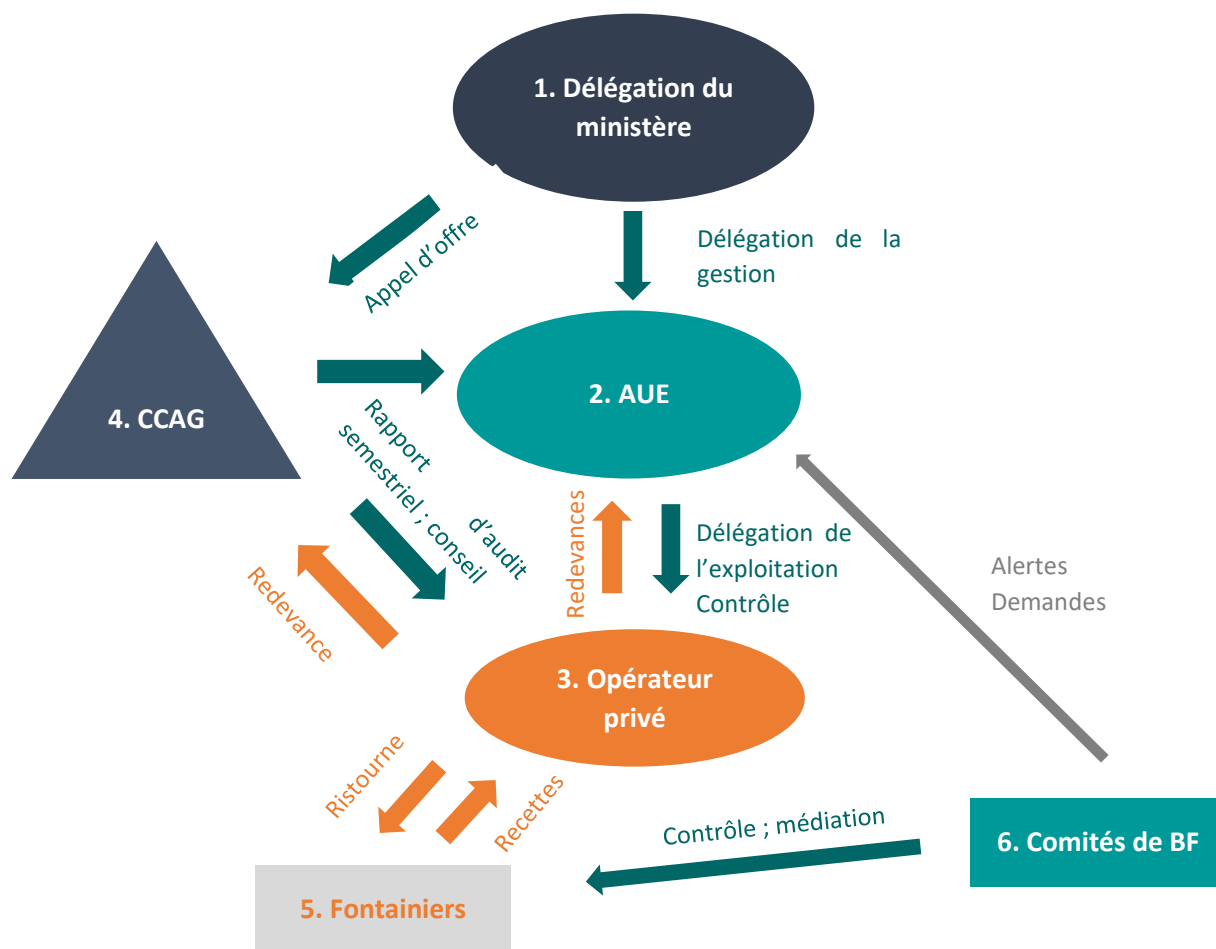 1. Délégation du
ministère
Appel d’offre
Délégation de la
gestion
4. CCAG
2. AUE
Rapport d’audit
semestriel ; conseil
Redevance
Redevances
Délégation de
l’exploitation
Contrôle
Alertes
Demandes
3. Opérateur
privé
Ristourne
Recettes
Contrôle ; médiation
6. Comités de BF
5. Fontainiers